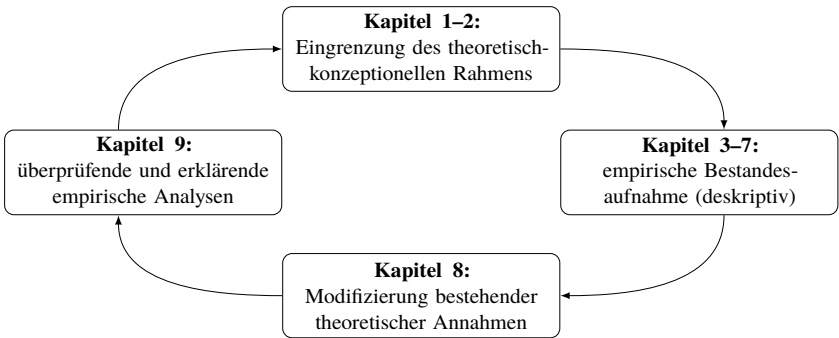 Kapitel 1–2:
Eingrenzung des theoretisch-
konzeptionellen Rahmens
Kapitel 9:
überprüfende und erklärende
empirische Analysen
Kapitel 3–7:
empirische Bestandes-
aufnahme (deskriptiv)
Kapitel 8:
Modifizierung bestehender
theoretischer Annahmen